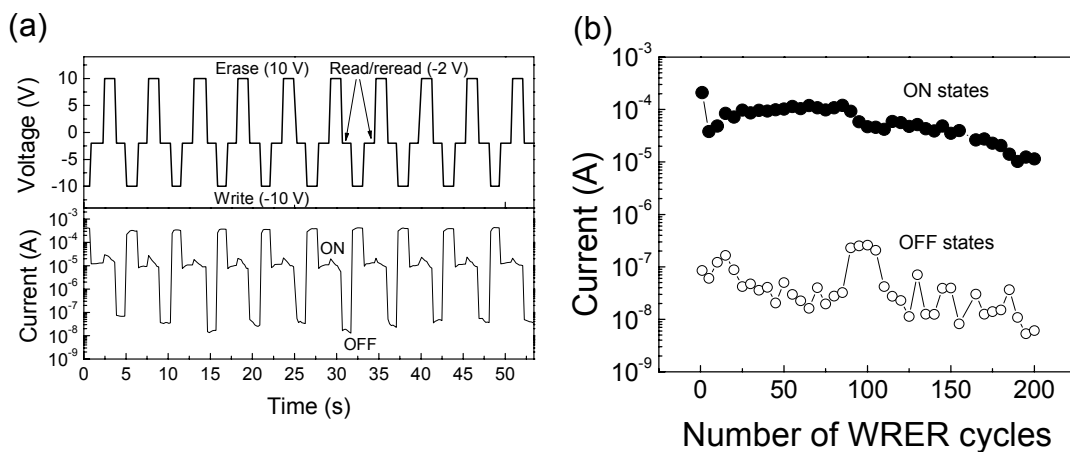 (a)
Erase (10 V) Read/reread (-2 V)
10
5
0
-5
-10
Voltage (V)
Write (-10 V)
10-3
10-4
10-5
10-6
10-7
10-8
10-9
Current (A)
ON
OFF
0 5 10 15 20 25 30 35 40 45 50
Time (s)
(b)
10-3
10-4
10-5
10-6
10-7
10-8
10-9
Current (A)
ON states
OFF states
0 50 100 150 200
Number of WRER cycles